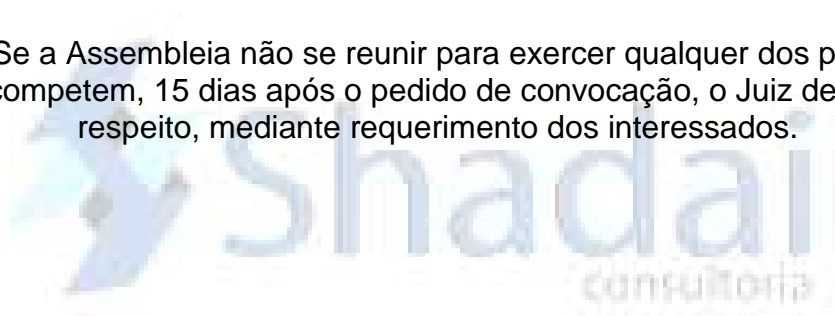 Se a Assembleia não se reunir para exercer qualquer dos p
competem, 15 dias após o pedido de convocação, o Juiz de
respeito, mediante requerimento dos interessados.
Shadai
consultoria